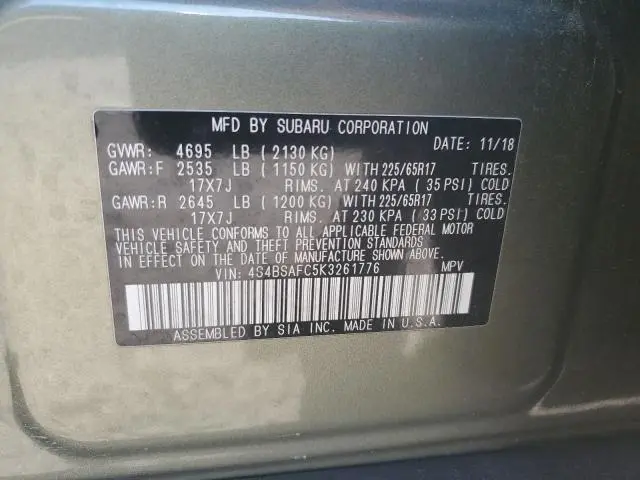 MFD BY SUBARU CORPORATION
GVWR: 4695 LB ( 2130 KG) DATE: 11/18
GAWR:F 2535 LB ( 1150 KG) WITH 225/65R17 TIRES.
17X7J RIMS. AT 240 KPA ( 35 PSI) COLD
GAWR:R 2645 LB ( 1200 KG) WITH 225/65R17 TIRES.
17X7J RIMS. AT 230 KPA ( 33 PSI) COLD
THIS VEHICLE CONFORMS TO ALL APPLICABLE FEDERAL MOTOR
VEHICLE SAFETY AND THEFT PREVENTION STANDARDS IN
EFFECT ON THE DATE OF MANUFACTURE SHOWN ABOVE.
VIN: 4S4BSAFC5K3261776 MPV
ASSEMBLED BY SIA INC. MADE IN U.S.A.